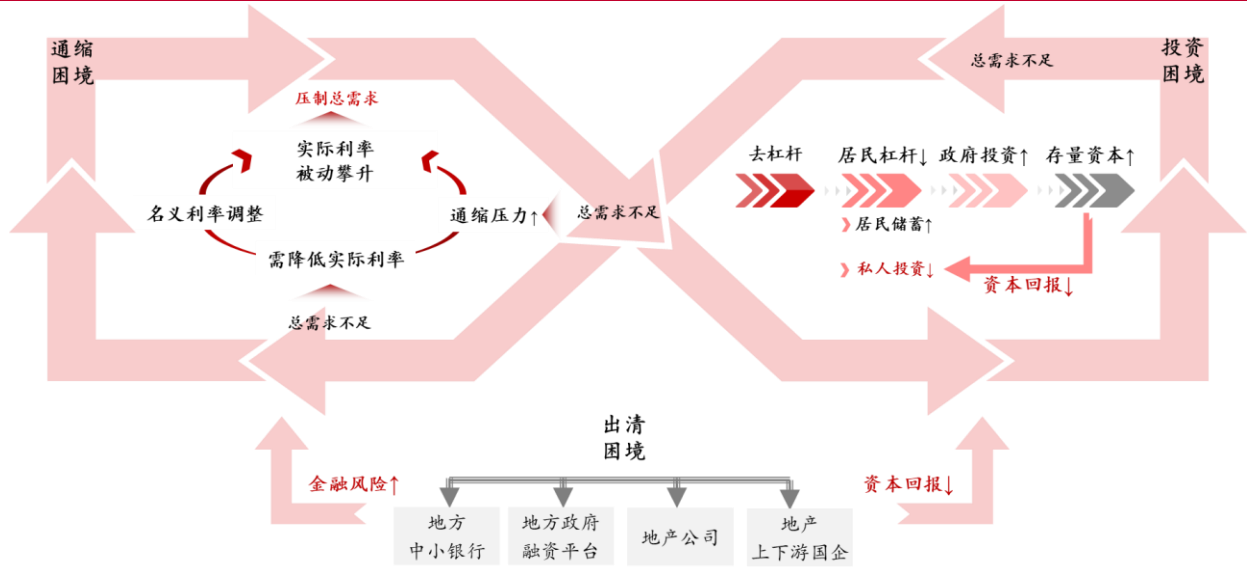 通缩
困境
压制总需求
实际利率
被动攀升
名义利率调整
通缩压力↑
需降低实际利率
总需求不足
总需求不足
总需求不足
投资
困境
去杠杆
居民杠杆↓
政府投资↑
存量资本↑
居民储蓄↑
私人投资↓
资本回报↓
出清
困境
金融风险↑
资本回报↓
地方
中小银行
地方政府
融资平台
地产公司
地产
上下游国企